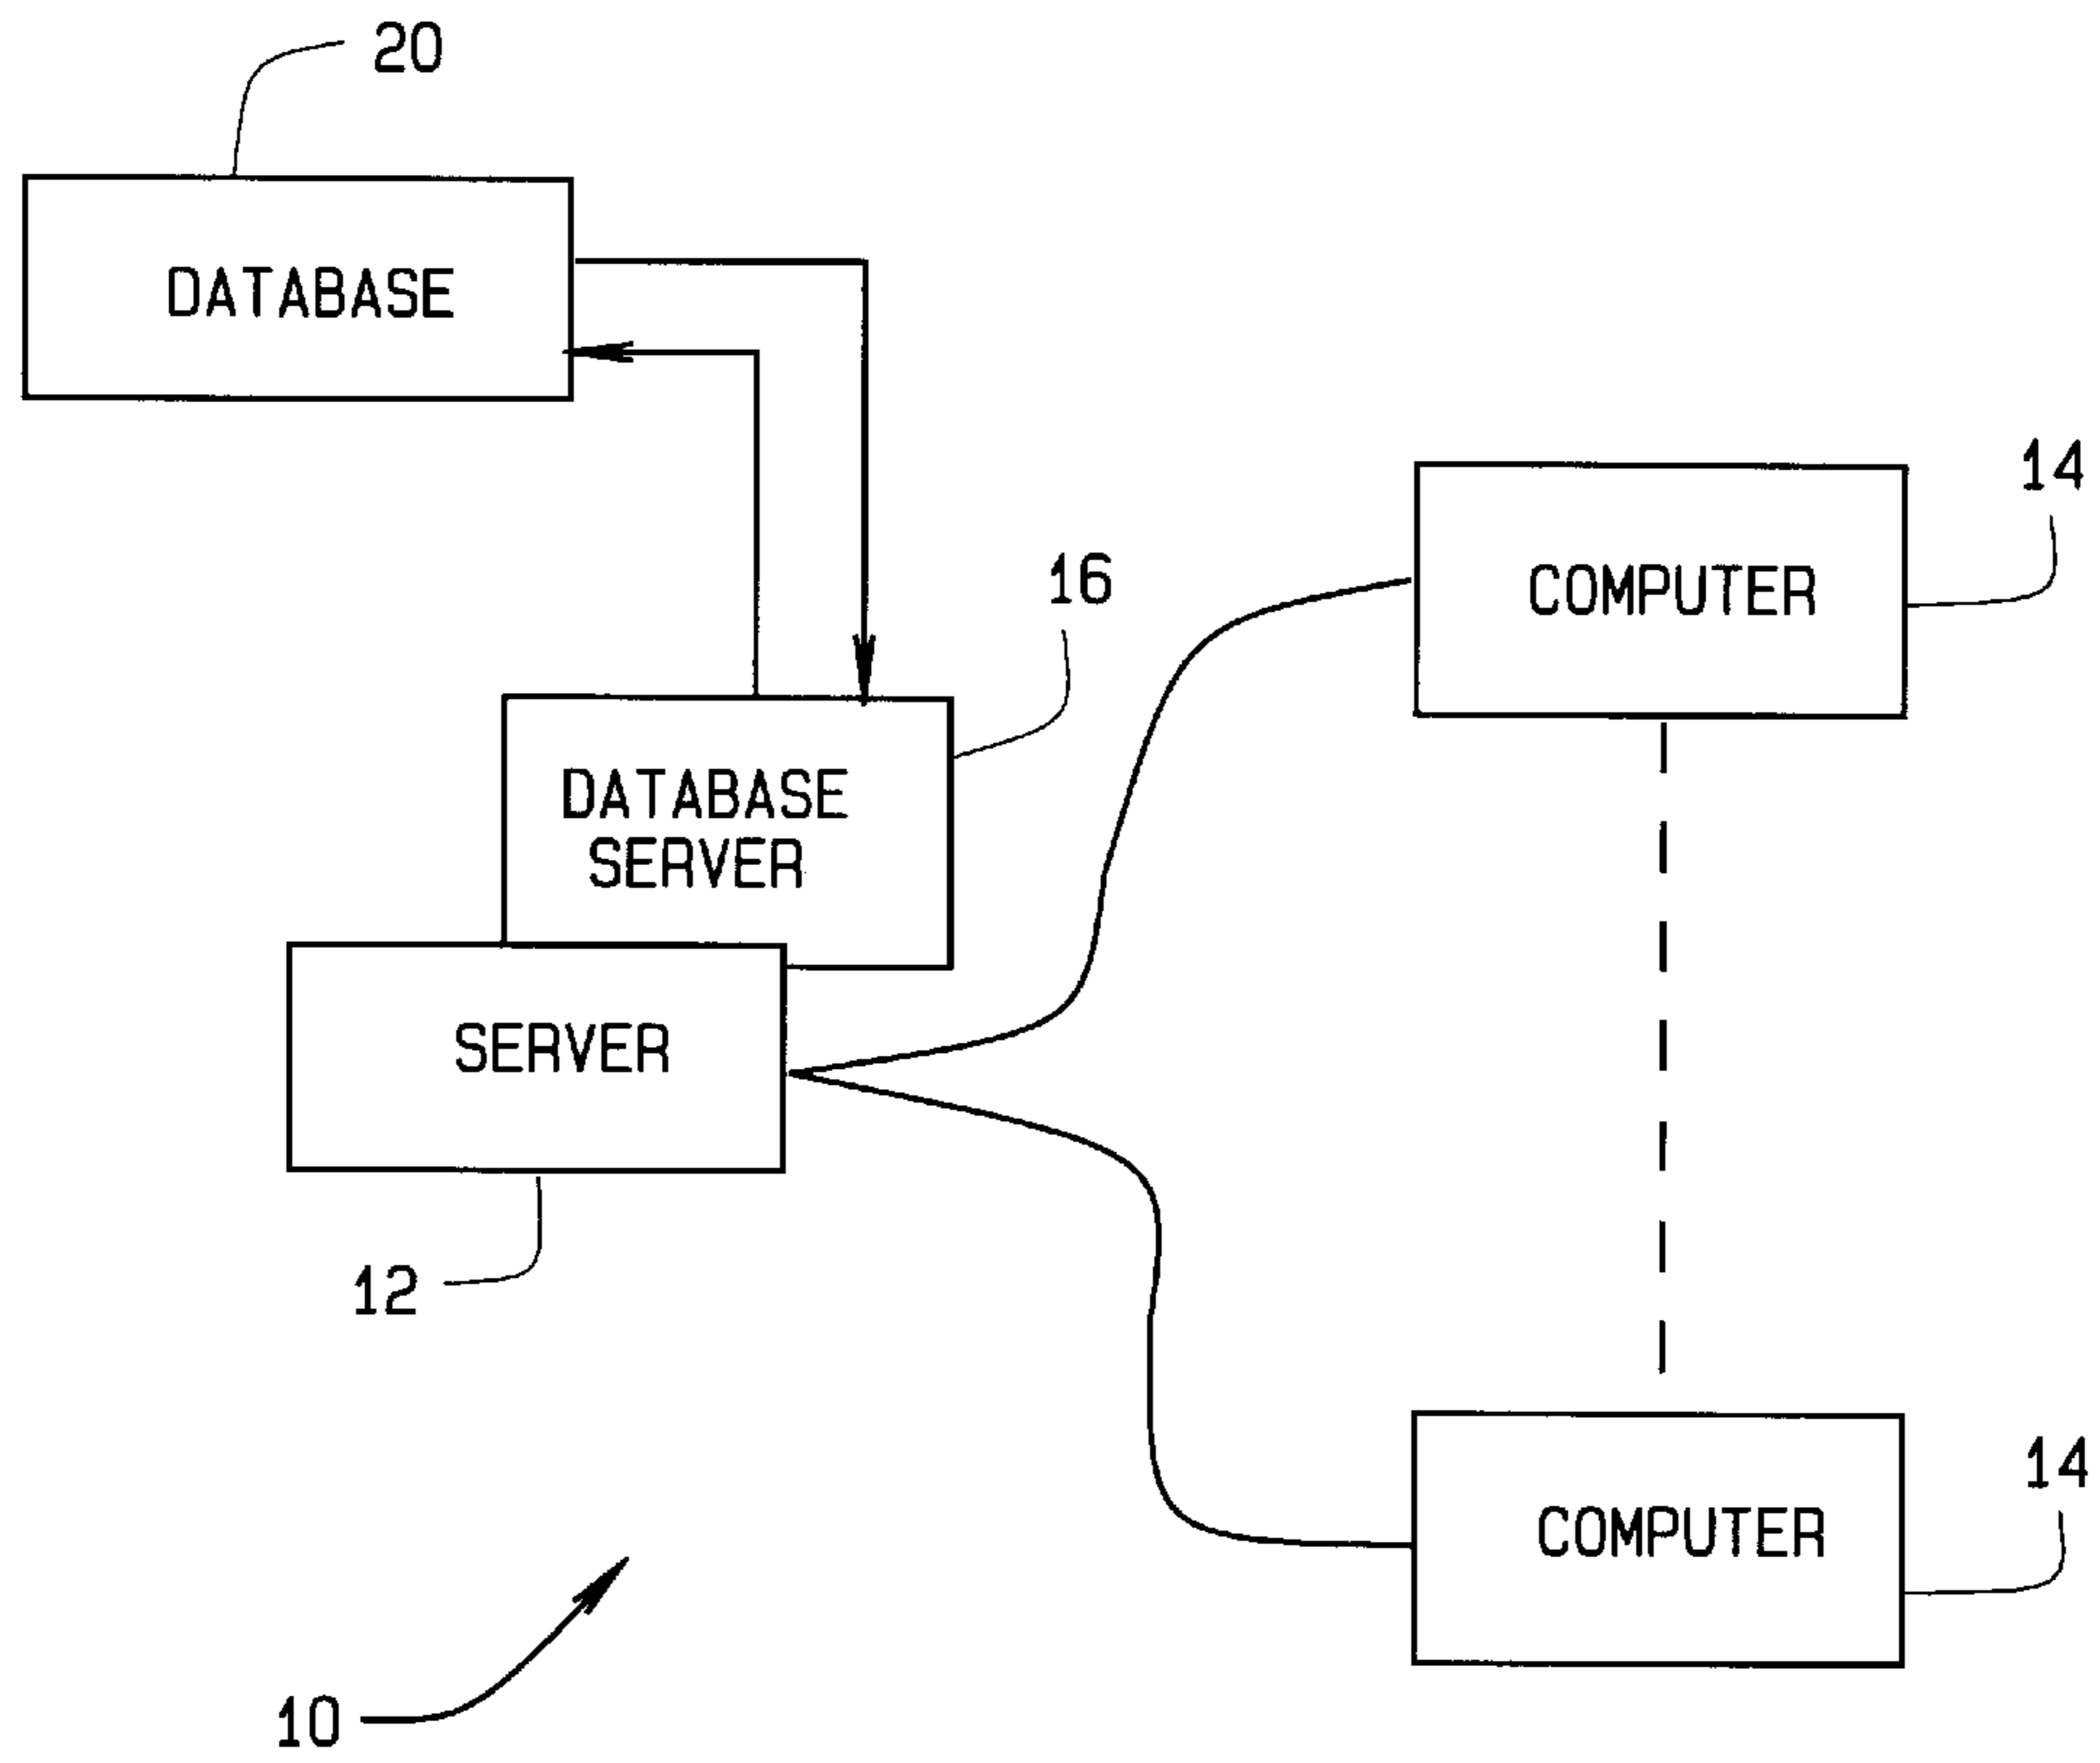 20
DATABASE
14
COMPUTER
16
DATABASE
SERVER
SERVER
12
14
COMPUTER
10